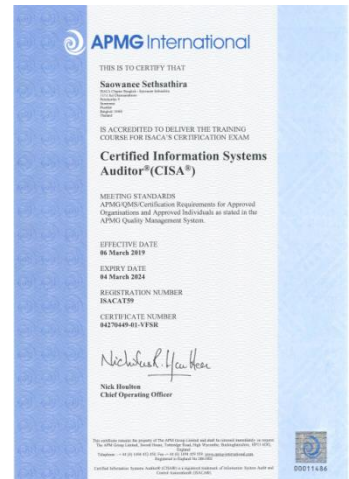 APMG International
THIS IS TO CERTIFY THAT
Saowanee Sethsathira
Thailand
IS ACCREDITED TO DELIVER THE TRAINING
COURSE FOR ISACA'S CERTIFICATION EXAM
Certified Information Systems
Auditor®(CISA®)
MEETING STANDARDS
APMG/QMS/Certification Requirements for Approved
Organizations and Approved Individuals as stated in the
APMG Quality Management System.
EFFECTIVE DATE
06 March 2019
EXPIRY DATE
04 March 2024
REGISTRATION NUMBER
ISACAT59
CERTIFICATE NUMBER
04270449-01-VFSR
Nick Houlton
Chief Operating Officer
00011486